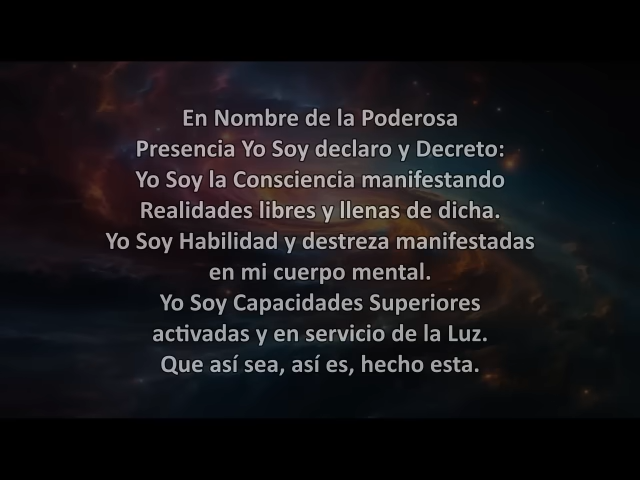 En Nombre de la Poderosa
Presencia Yo Soy declaro y Decreto:
Yo Soy la Consciencia manifestando
Realidades libres y llenas de dicha.
Yo Soy Habilidad y destreza manifestadas
en mi cuerpo mental.
Yo Soy Capacidades Superiores
activadas y en servicio de la Luz.
Que así sea, así es, hecho esta.